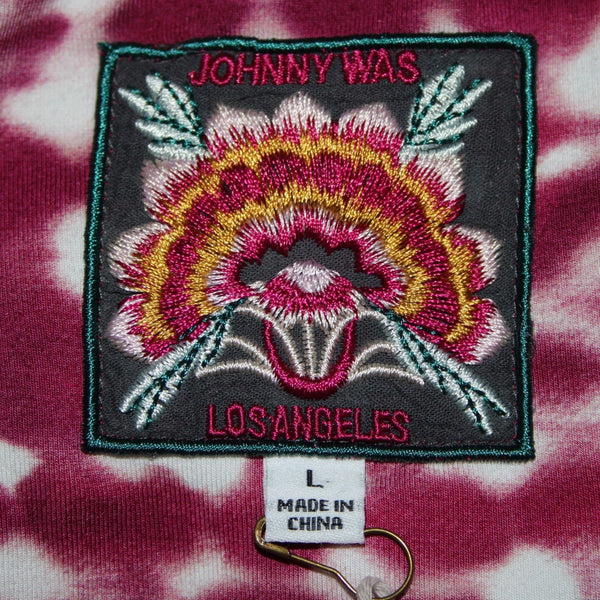 JOHNNY WAS
LOS ANGELES
L
MADE IN
CHINA